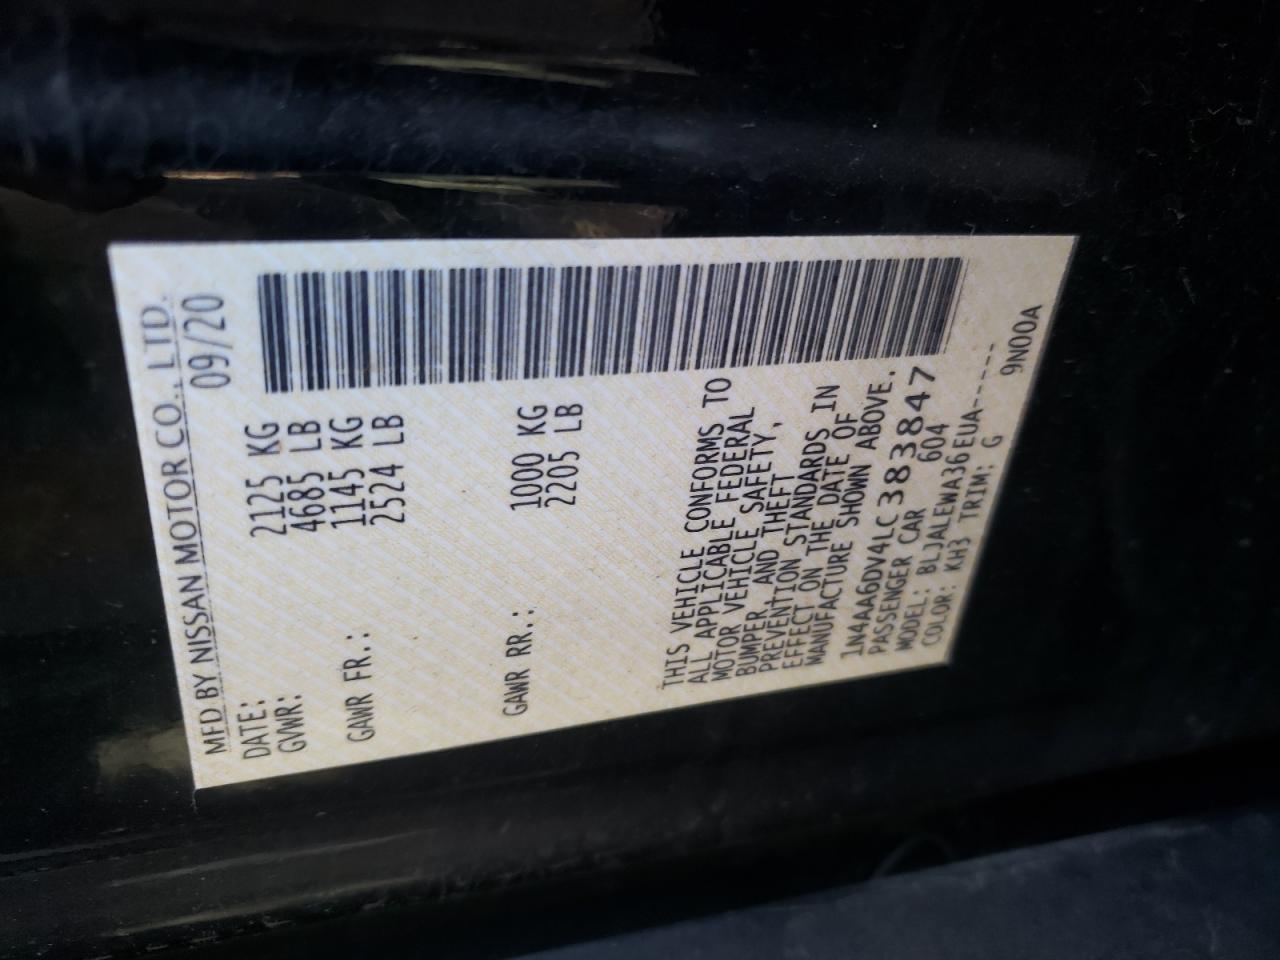 MFD BY NISSAN MOTOR CO., LTD.
DATE: 09/20
GVWR: 2125 KG
4685 LB
GAWR FR.: 1145 KG
2524 LB
GAWR RR.: 1000 KG
2205 LB
THIS VEHICLE CONFORMS TO
ALL APPLICABLE FEDERAL
MOTOR VEHICLE SAFETY,
BUMPER, AND THEFT
PREVENTION STANDARDS IN
EFFECT ON THE DATE OF
MANUFACTURE SHOWN ABOVE.
1N4AA6DV4LC383847
PASSENGER CAR 604
MODEL: BLJALEWA36EUA-----
COLOR: KH3 TRIM: G 9N00A